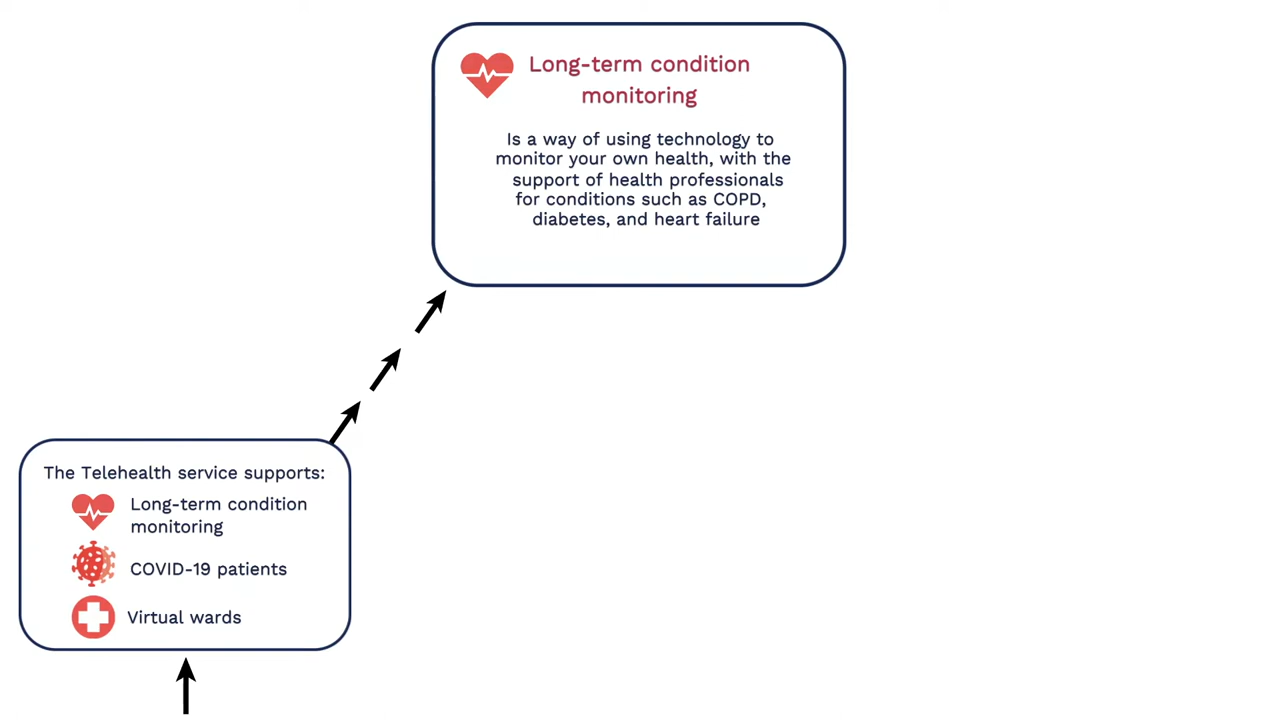 Long-term condition
monitoring
Is a way of using technology to
monitor your own health, with the
support of health professionals
for conditions such as COPD,
diabetes, and heart failure
The Telehealth service supports:
Long-term condition
monitoring
COVID-19 patients
Virtual wards